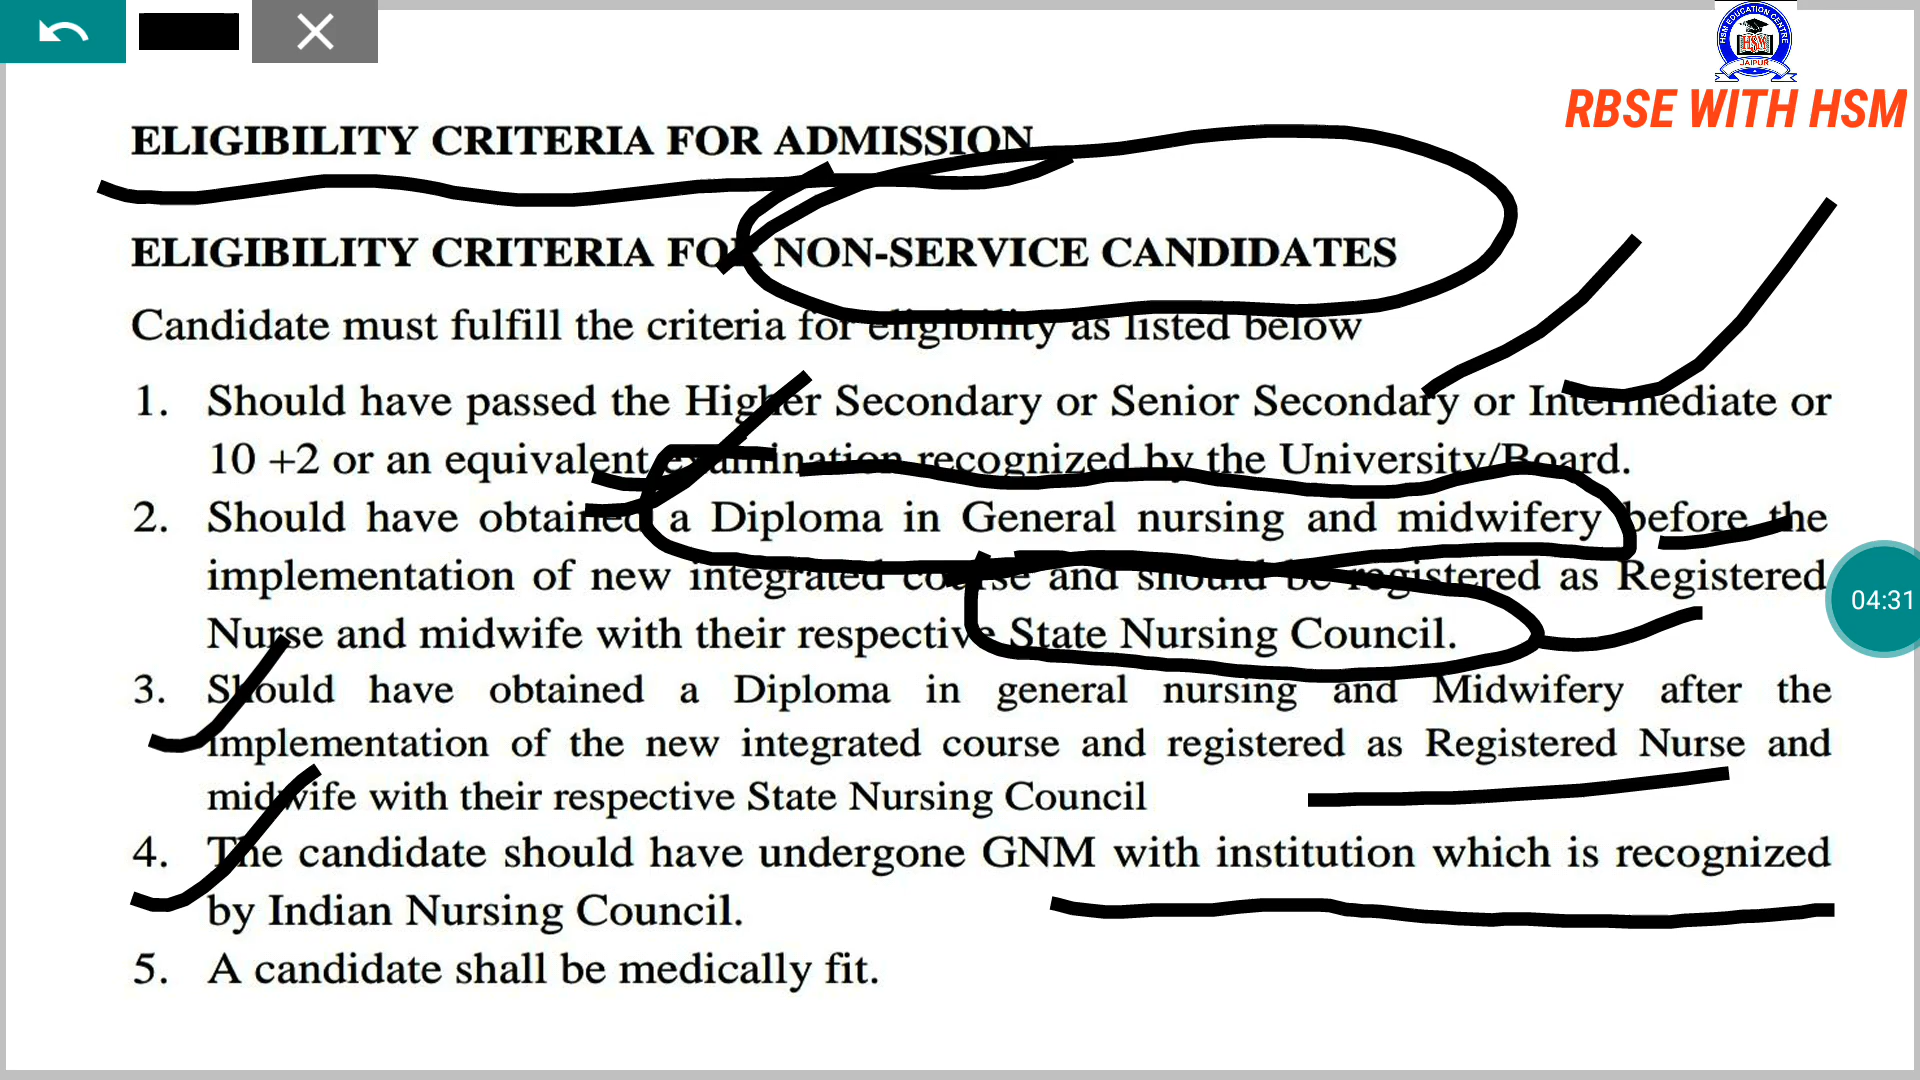 HSM EDUCATION CENTRE
HSM
JAIPUR
RBSE WITH HSM
ELIGIBILITY CRITERIA FOR ADMISSION
ELIGIBILITY CRITERIA FOR NON-SERVICE CANDIDATES
Candidate must fulfill the criteria for eligibility as listed below
1. Should have passed the Higher Secondary or Senior Secondary or Intermediate or
10 +2 or an equivalent examination recognized by the University/Board.
2. Should have obtained a Diploma in General nursing and midwifery before the
implementation of new integrated course and should be registered as Registered
Nurse and midwife with their respective State Nursing Council.
04:31
3. Should have obtained a Diploma in general nursing and Midwifery after the
implementation of the new integrated course and registered as Registered Nurse and
midwife with their respective State Nursing Council
4. The candidate should have undergone GNM with institution which is recognized
by Indian Nursing Council.
5. A candidate shall be medically fit.